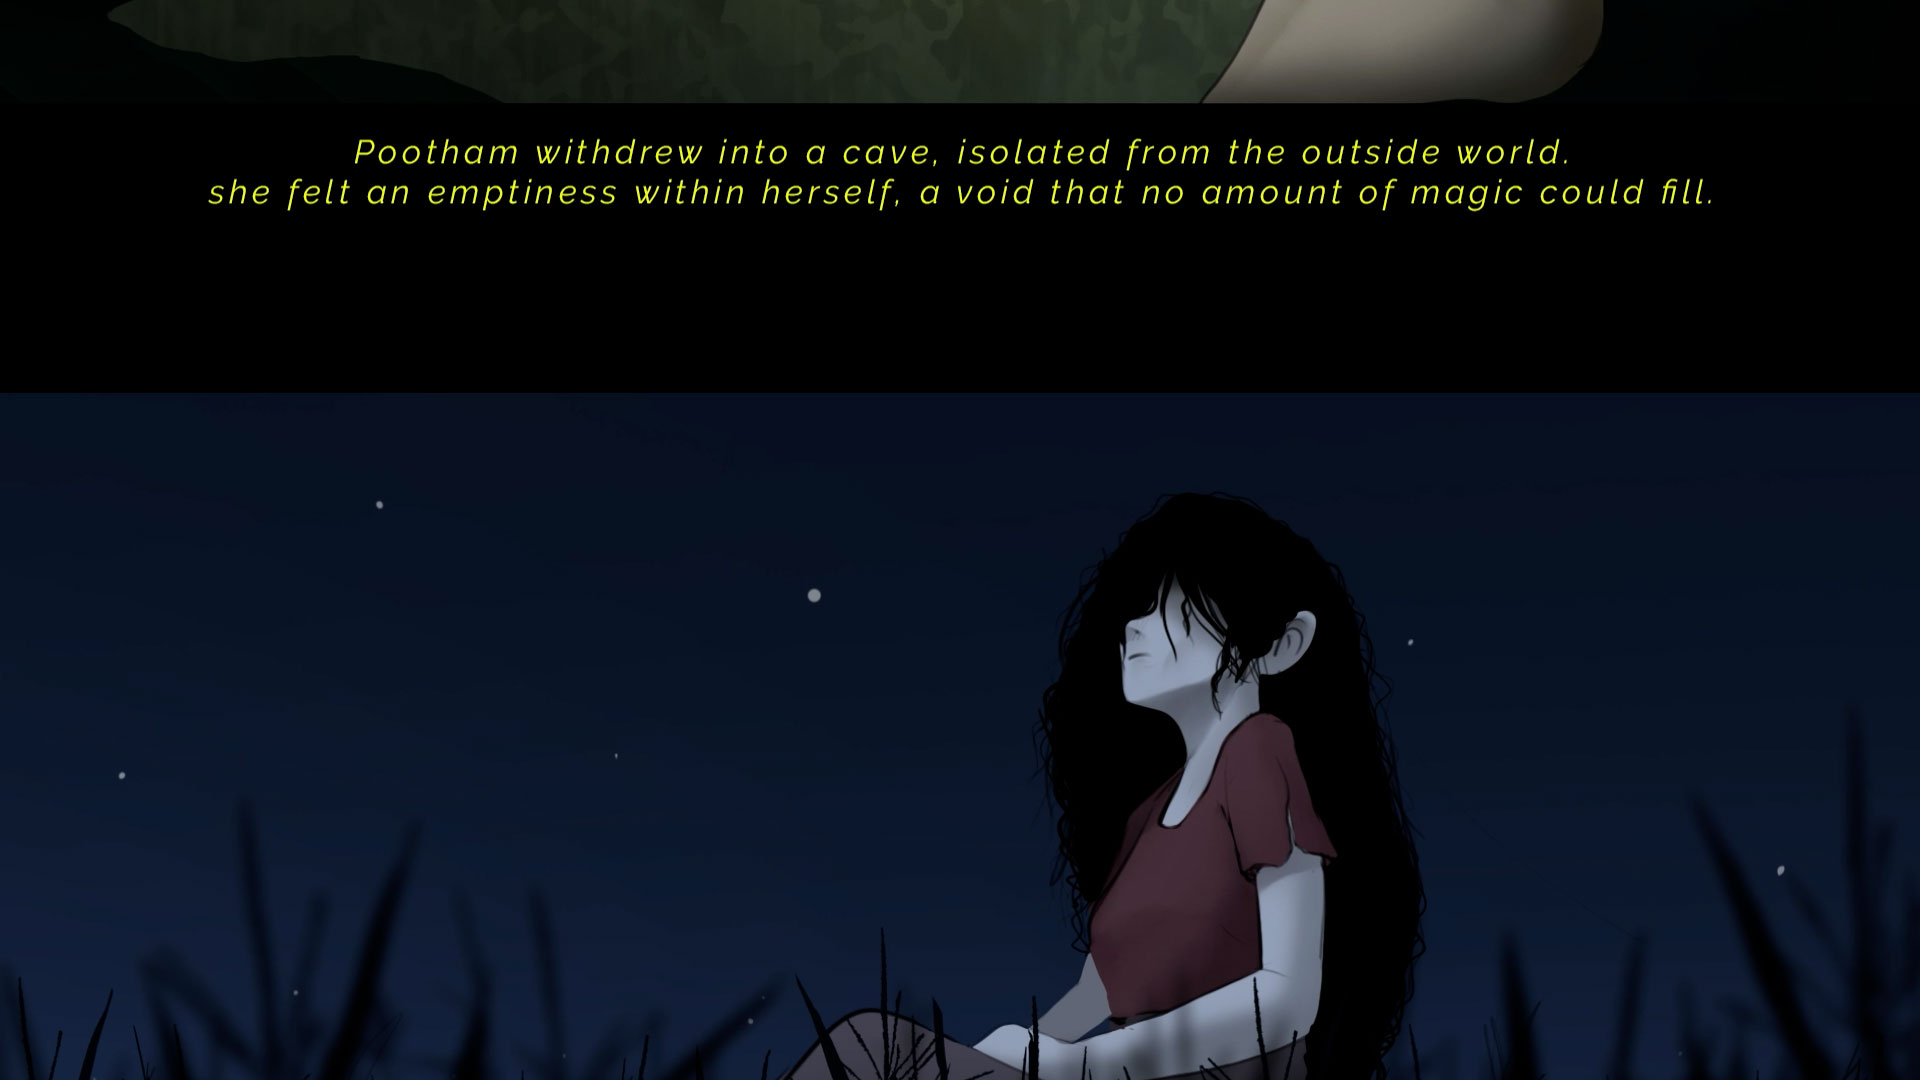 Pootham withdrew into a cave, isolated from the outside world.
she felt an emptiness within herself, a void that no amount of magic could fill.